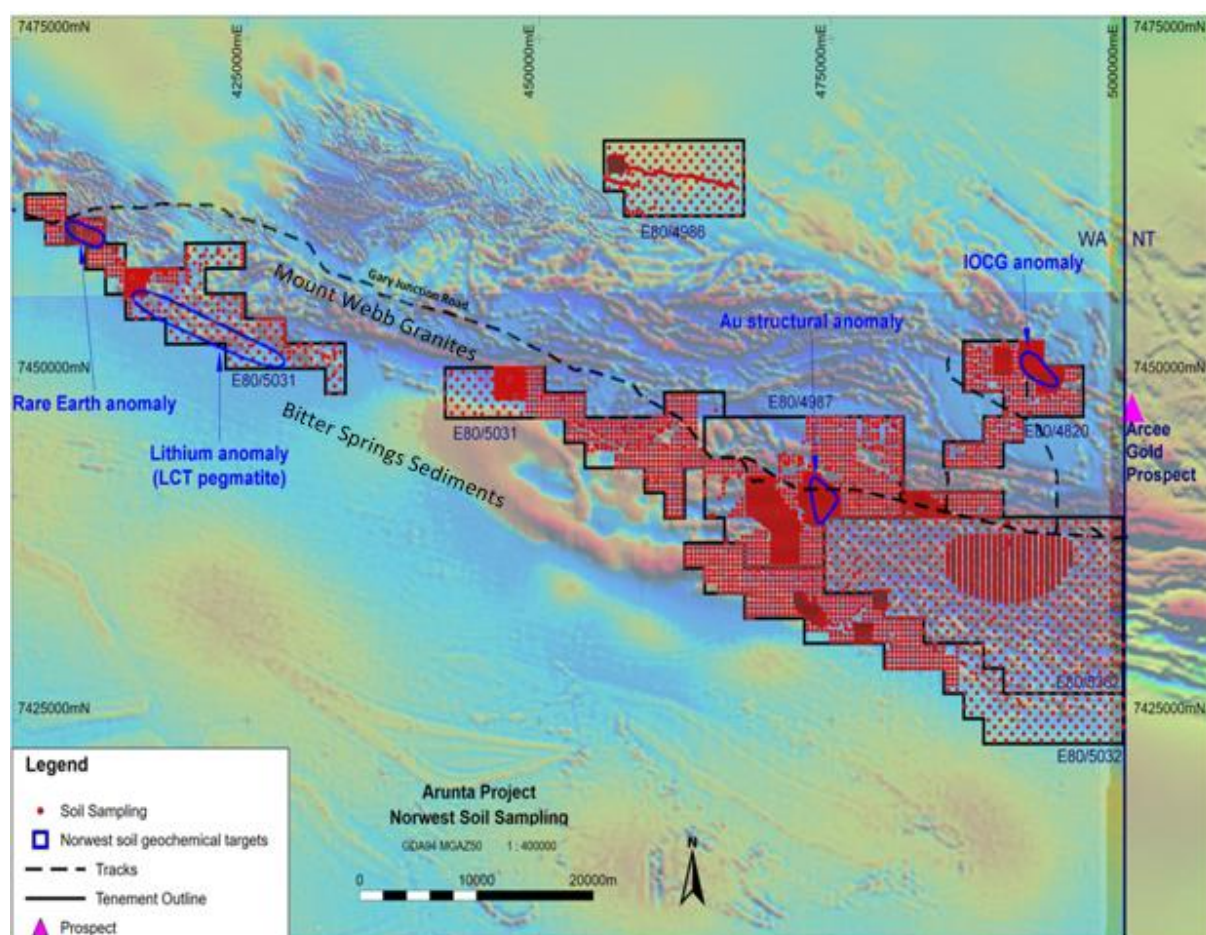 7475000mN
425000mE
450000mE
475000mE
500000mE
7475000mN
E80/4986
WA NT
IOCG anomaly
Gary Junction Road
Mount Webb Granites
Au structural anomaly
7450000mN
7450000mN
E80/5031
Rare Earth anomaly
E80/4987
E80/5031
E80/4820
Arcee
Gold
Prospect
Lithium anomaly
(LCT pegmatite)
Bitter Springs Sediments
7425000mN
7425000mN
E80/5032
Legend
Soil Sampling
Norwest soil geochemical targets
Tracks
Tenement Outline
Prospect
Arunta Project
Norwest Soil Sampling
GDA94 MGAZ50 1 : 400000
N
0 10000 20000m